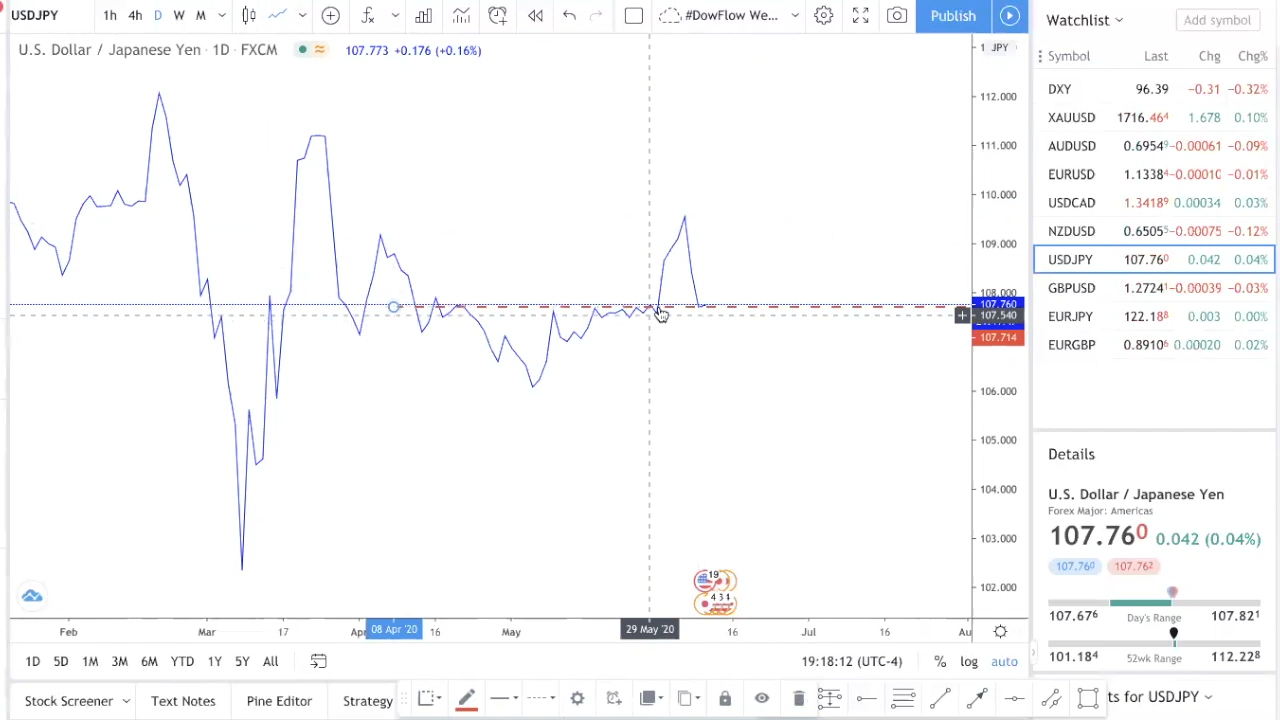 USDJPY 1h 4h D W M #DowFlow We... Publish
Watchlist Add symbol
U.S. Dollar / Japanese Yen · 1D · FXCM 107.773 +0.176 (+0.16%)
JPY
112.000
111.000
110.000
109.000
108.000
107.760
107.540
107.714
106.000
105.000
104.000
103.000
102.000
Symbol Last Chg Chg%
DXY 96.39 −0.31 −0.32%
XAUUSD 1716.464 1.678 0.10%
AUDUSD 0.69549 −0.00061 −0.09%
EURUSD 1.13384 −0.00010 −0.01%
USDCAD 1.34189 0.00034 0.03%
NZDUSD 0.65055 −0.00075 −0.12%
USDJPY 107.760 0.042 0.04%
GBPUSD 1.27241 −0.00039 −0.03%
EURJPY 122.188 0.003 0.00%
EURGBP 0.89106 0.00020 0.02%
Details
U.S. Dollar / Japanese Yen
Forex Major: Americas
107.760 0.042 (0.04%)
107.760 107.762
107.676 Day's Range 107.821
101.184 52wk Range 112.228
19
Feb Mar 17 Apr 08 Apr '20 16 May 29 May '20 16 Jul 16 Au
1D 5D 1M 3M 6M YTD 1Y 5Y All 19:18:12 (UTC-4) % log auto
Stock Screener Text Notes Pine Editor Strategy
ts for USDJPY